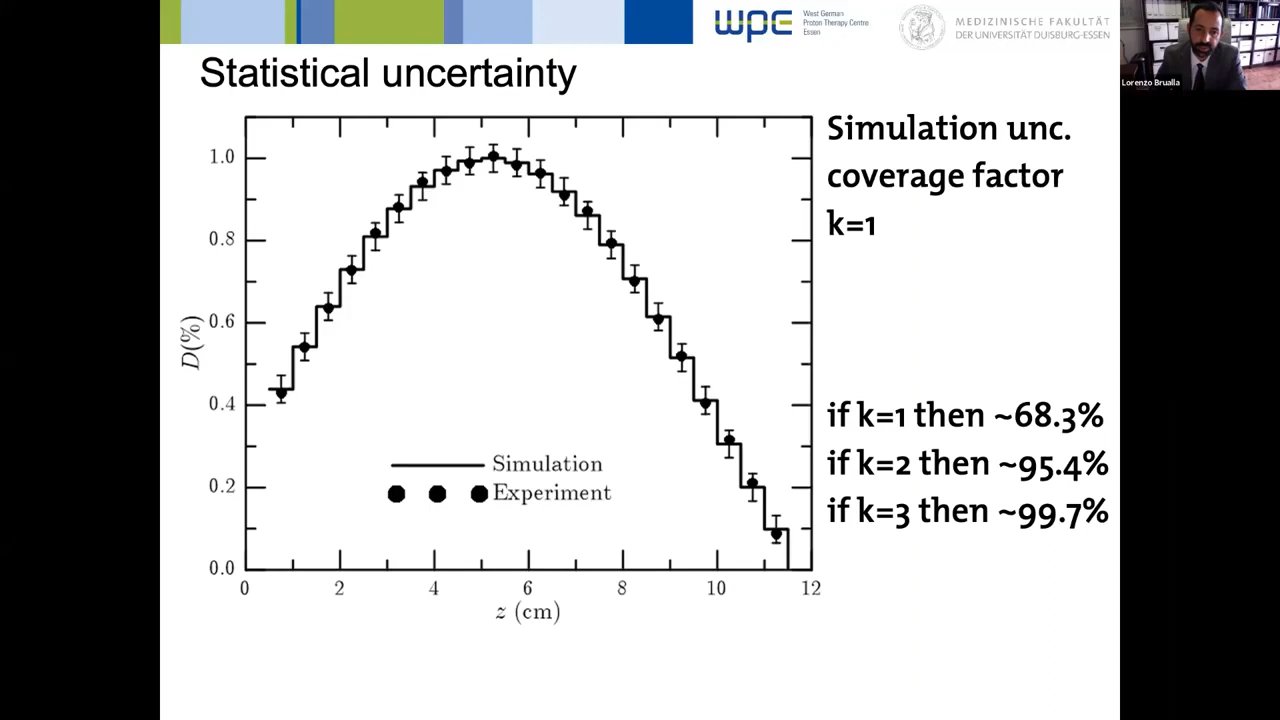 wpe
West German
Proton Therapy Centre
Essen
MEDIZINISCHE FAKULTÄT
DER UNIVERSITÄT DUISBURG-ESSEN
Lorenzo Brualla
Statistical uncertainty
1.0
0.8
0.6
0.4
0.2
0.0
D(%)
0 2 4 6 8 10 12
z (cm)
Simulation
Experiment
Simulation unc.
coverage factor
k=1
if k=1 then ~68.3%
if k=2 then ~95.4%
if k=3 then ~99.7%